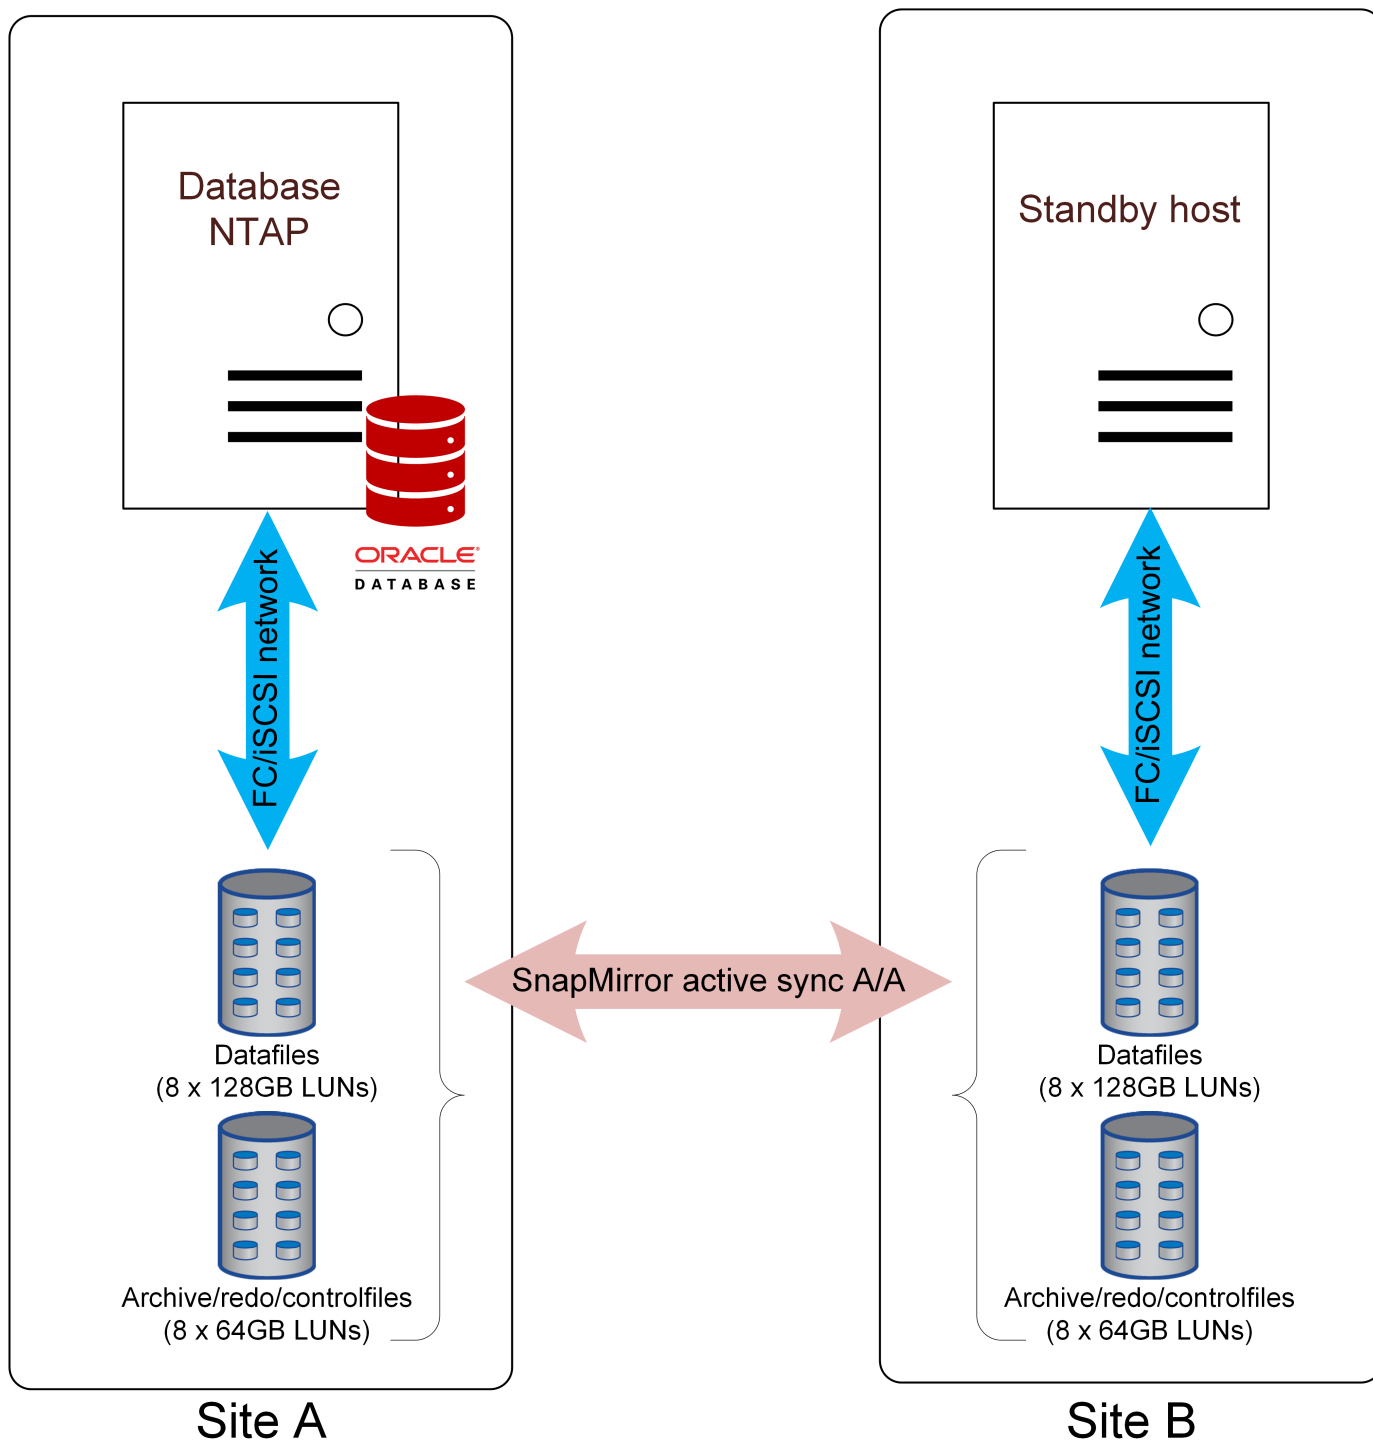 Database
NTAP
ORACLE®
DATABASE
FC/iSCSI network
Datafiles
(8 x 128GB LUNs)
Archive/redo/controlfiles
(8 x 64GB LUNs)
Site A
SnapMirror active sync A/A
Standby host
FC/iSCSI network
Datafiles
(8 x 128GB LUNs)
Archive/redo/controlfiles
(8 x 64GB LUNs)
Site B